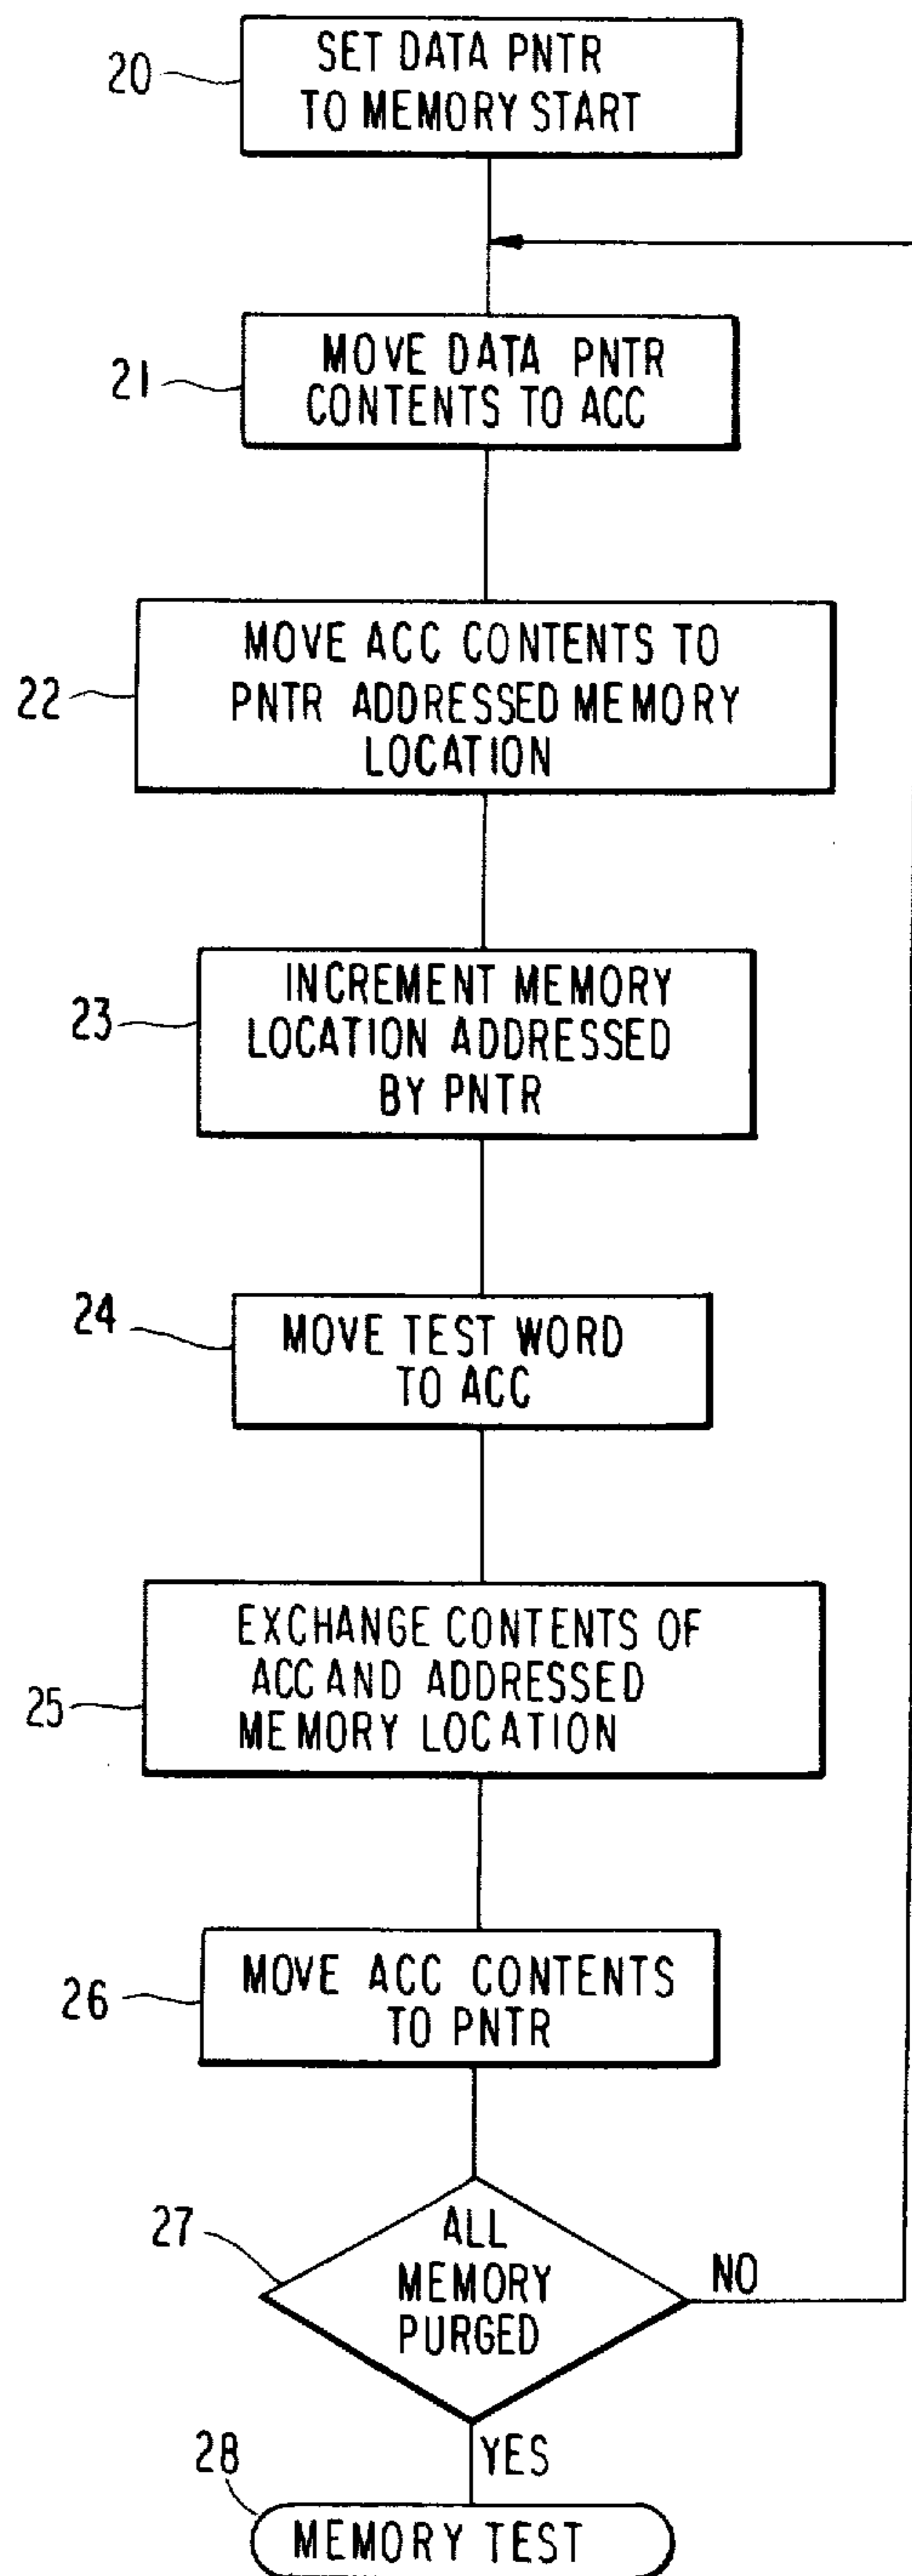 20
SET DATA PNTR
TO MEMORY START
21
MOVE DATA PNTR
CONTENTS TO ACC
22
MOVE ACC CONTENTS TO
PNTR ADDRESSED MEMORY
LOCATION
23
INCREMENT MEMORY
LOCATION ADDRESSED
BY PNTR
24
MOVE TEST WORD
TO ACC
25
EXCHANGE CONTENTS OF
ACC AND ADDRESSED
MEMORY LOCATION
26
MOVE ACC CONTENTS
TO PNTR
27
ALL
MEMORY
PURGED
NO
YES
28
MEMORY TEST